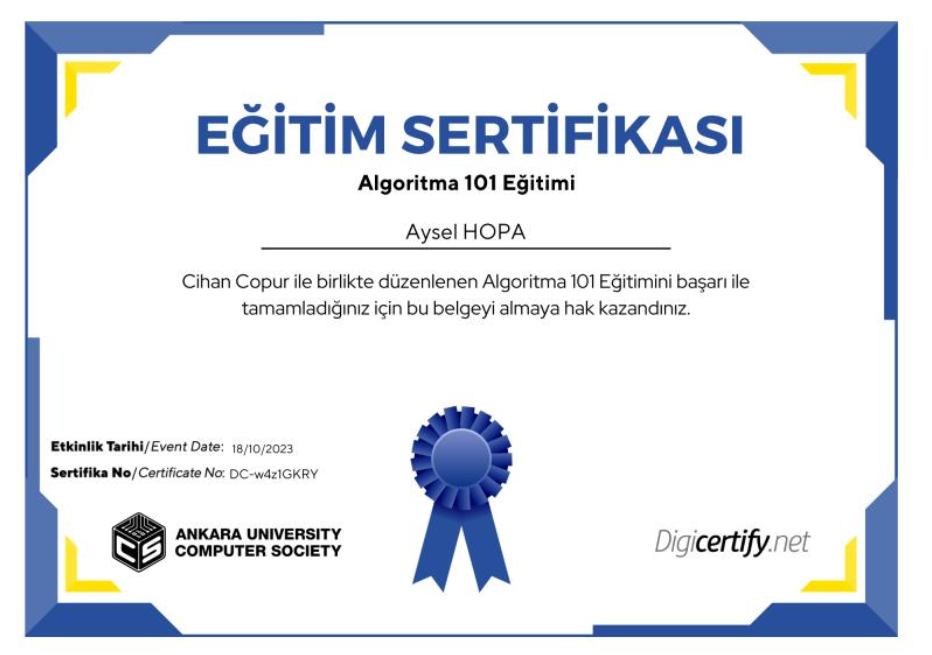 EĞİTİM SERTİFİKASI
Algoritma 101 Eğitimi
Aysel HOPA
Cihan Copur ile birlikte düzenlenen Algoritma 101 Eğitimini başarı ile
tamamladığınız için bu belgeyi almaya hak kazandınız.
Etkinlik Tarihi/Event Date: 18/10/2023
Sertifika No/Certificate No: DC-w4z1GKRY
CS
ANKARA UNIVERSITY
COMPUTER SOCIETY
Digicertify.net